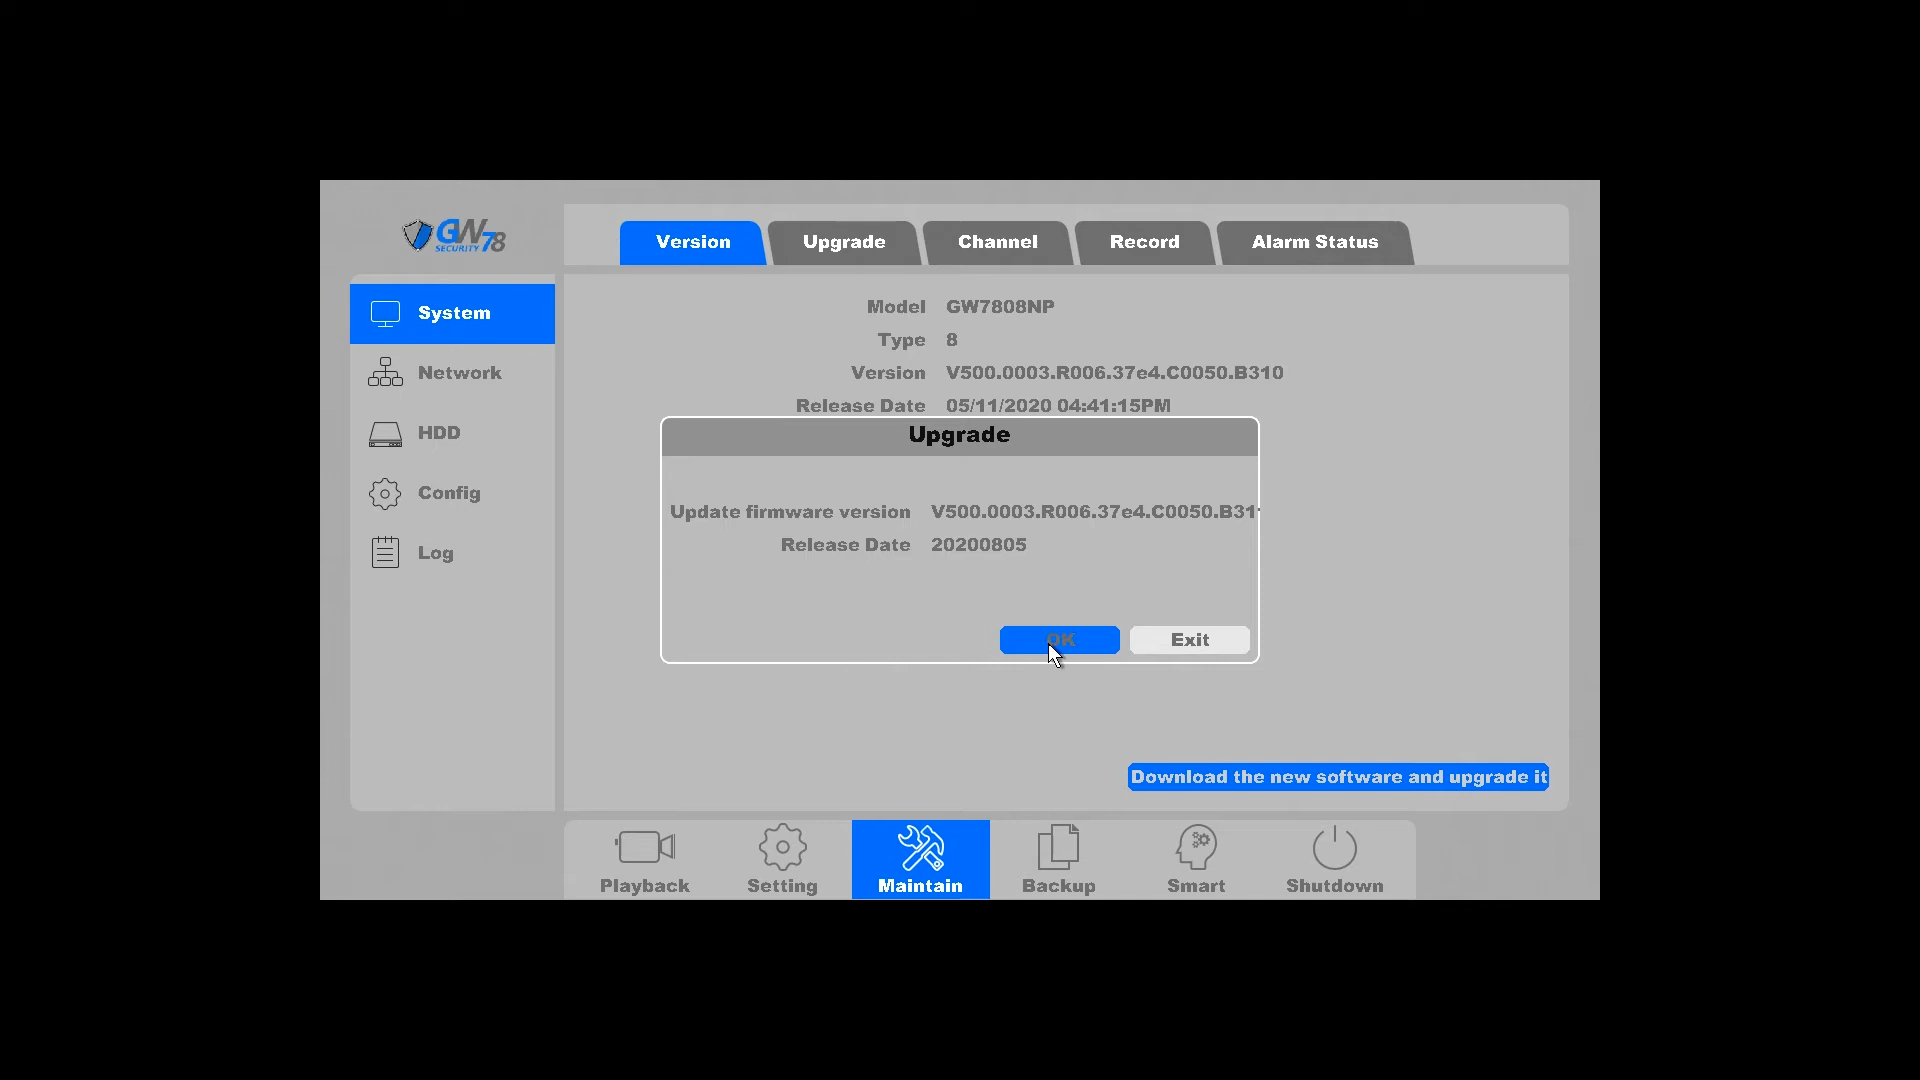 GW78
SECURITY
Version Upgrade Channel Record Alarm Status
System
Network
HDD
Config
Log
Model GW7808NP
Type 8
Version V500.0003.R006.37e4.C0050.B310
Release Date 05/11/2020 04:41:15PM
Upgrade
Update firmware version V500.0003.R006.37e4.C0050.B31
Release Date 20200805
OK Exit
Download the new software and upgrade it
Playback Setting Maintain Backup Smart Shutdown